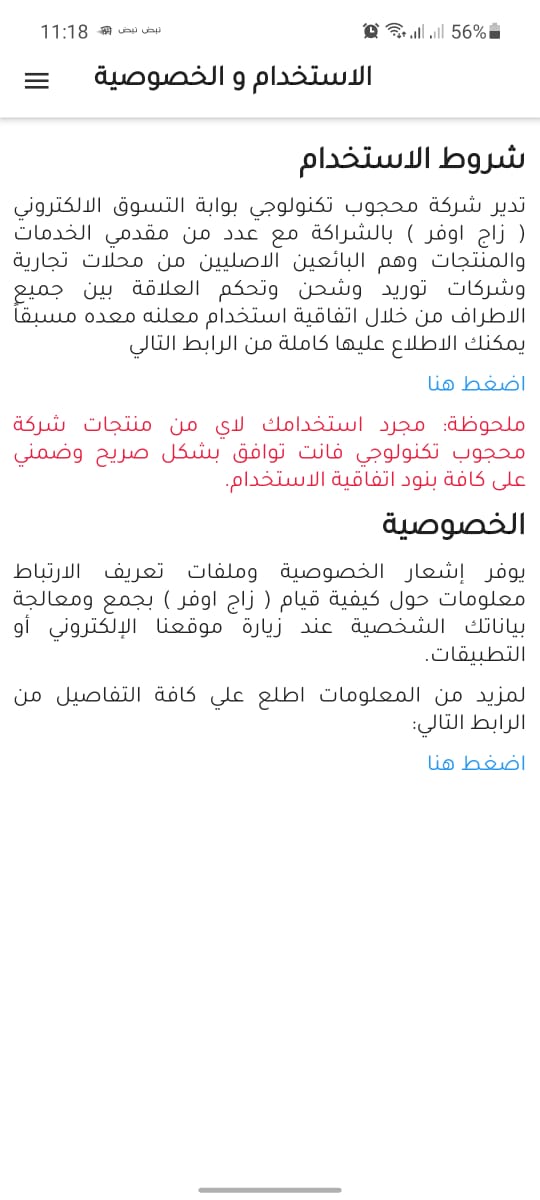 11:18 نبض نبض 56%
الاستخدام و الخصوصية
شروط الاستخدام
تدير شركة محجوب تكنولوجي بوابة التسوق الالكتروني
( زاج اوفر ) بالشراكة مع عدد من مقدمي الخدمات
والمنتجات وهم البائعين الاصليين من محلات تجارية
وشركات توريد وشحن وتحكم العلاقة بين جميع
الاطراف من خلال اتفاقية استخدام معلنه معده مسبقاً
يمكنك الاطلاع عليها كاملة من الرابط التالي
اضغط هنا
ملحوظة: مجرد استخدامك لاي من منتجات شركة
محجوب تكنولوجي فانت توافق بشكل صريح وضمني
على كافة بنود اتفاقية الاستخدام.
الخصوصية
يوفر إشعار الخصوصية وملفات تعريف الارتباط
معلومات حول كيفية قيام ( زاج اوفر ) بجمع ومعالجة
بياناتك الشخصية عند زيارة موقعنا الإلكتروني أو
التطبيقات.
لمزيد من المعلومات اطلع علي كافة التفاصيل من
الرابط التالي:
اضغط هنا